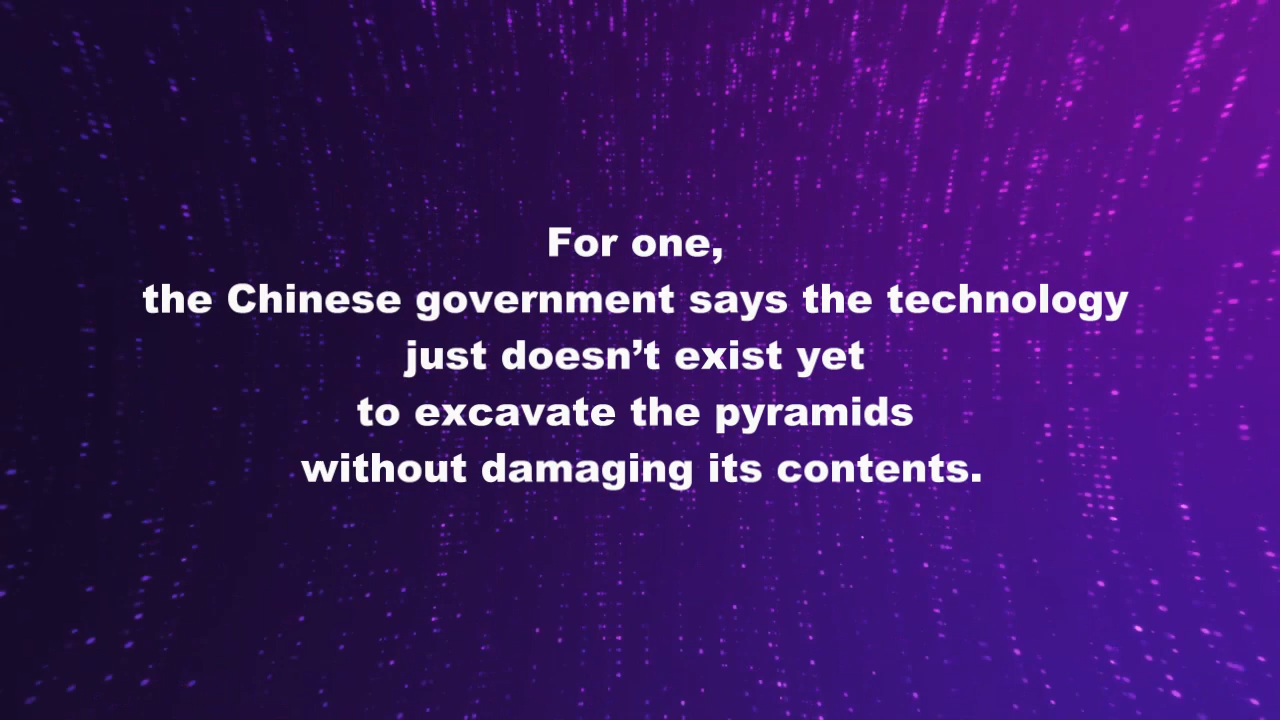 For one,
the Chinese government says the technology
just doesn’t exist yet
to excavate the pyramids
without damaging its contents.